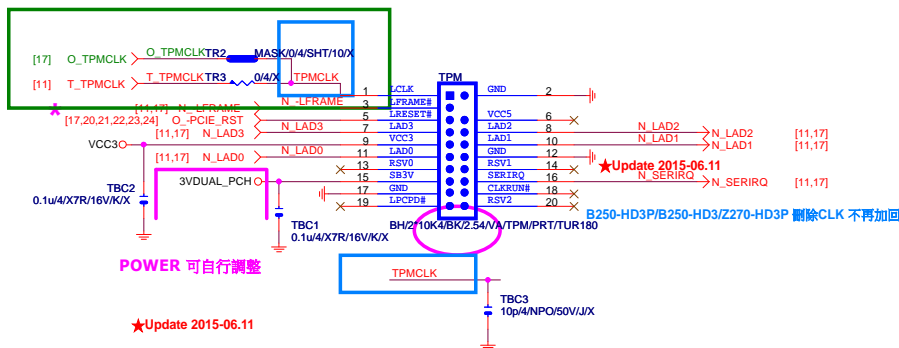 [17] O_TPMCLK O_TPMCLK TR2 MASK/0/4/SHT/10/X
[11] T_TPMCLK T_TPMCLK TR3 0/4/X TPMCLK
TPM
1 LCLK GND 2
[11,17] N_-LFRAME N_-LFRAME 3 LFRAME#
[17,20,21,22,23,24] O_-PCIE_RST 5 LRESET# VCC5 6
[11,17] N_LAD3 N_LAD3 7 LAD3 LAD2 8 N_LAD2 N_LAD2 [11,17]
VCC3 9 VCC3 LAD1 10 N_LAD1 N_LAD1 [11,17]
[11,17] N_LAD0 N_LAD0 11 LAD0 GND 12
13 RSV0 RSV1 14 ★Update 2015-06.11
3VDUAL_PCH 15 SB3V SERIRQ 16 N_SERIRQ N_SERIRQ [11,17]
17 GND CLKRUN# 18
19 LPCPD# RSV2 20
B250-HD3P/B250-HD3/Z270-HD3P 刪除CLK 不再加回
TBC2
0.1u/4/X7R/16V/K/X
TBC1
0.1u/4/X7R/16V/K/X
BH/2*10K4/BK/2.54/VA/TPM/PRT/TUR180
POWER 可自行調整
TPMCLK
TBC3
10p/4/NPO/50V/J/X
★Update 2015-06.11